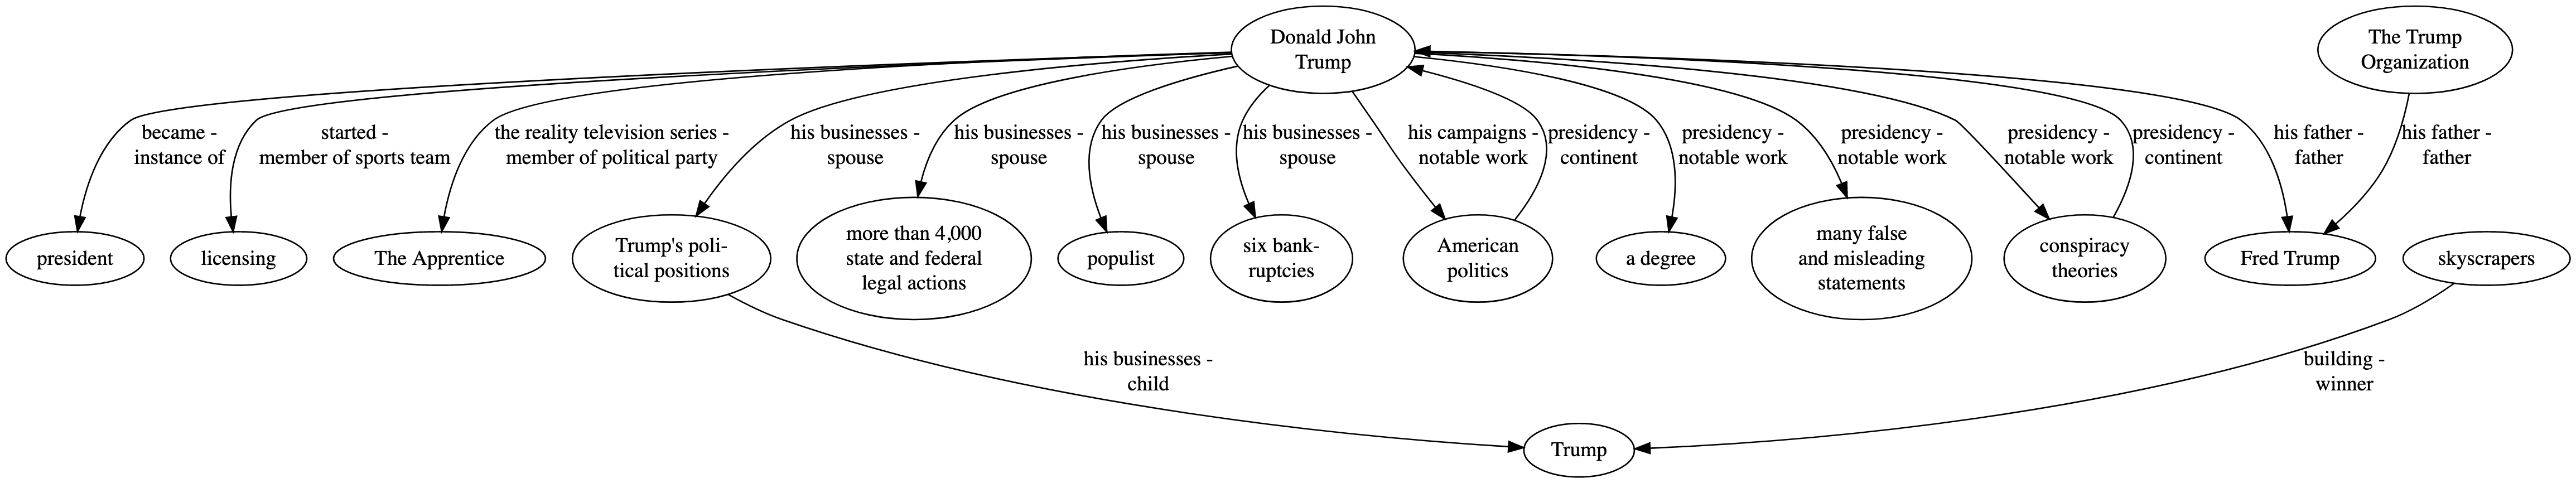 Donald John
Trump
The Trump
Organization
became -
instance of
started -
member of sports team
the reality television series -
member of political party
his businesses -
spouse
his businesses -
spouse
his businesses -
spouse
his businesses -
spouse
his campaigns -
notable work
presidency -
continent
presidency -
notable work
presidency -
notable work
presidency -
notable work
presidency -
continent
his father -
father
his father -
father
president
licensing
The Apprentice
Trump's poli-
tical positions
more than 4,000
state and federal
legal actions
populist
six bank-
ruptcies
American
politics
a degree
many false
and misleading
statements
conspiracy
theories
Fred Trump
skyscrapers
his businesses -
child
building -
winner
Trump